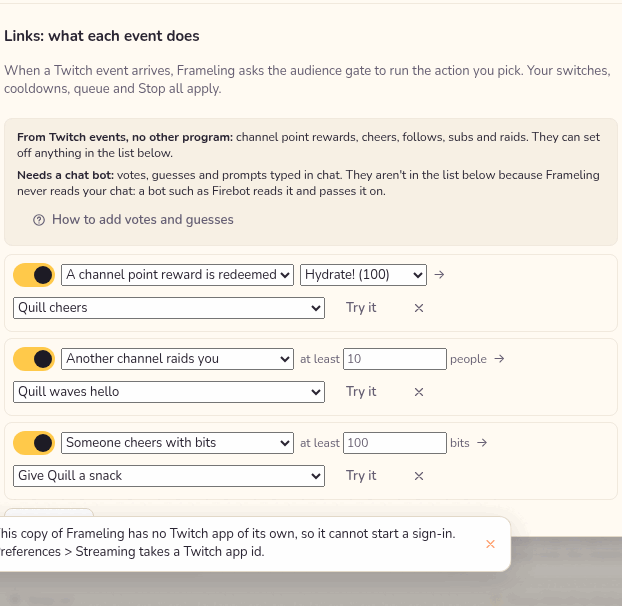 Links: what each event does
When a Twitch event arrives, Frameling asks the audience gate to run the action you pick. Your switches,
cooldowns, queue and Stop all apply.
From Twitch events, no other program: channel point rewards, cheers, follows, subs and raids. They can set
off anything in the list below.
Needs a chat bot: votes, guesses and prompts typed in chat. They aren't in the list below because Frameling
never reads your chat: a bot such as Firebot reads it and passes it on.
How to add votes and guesses
A channel point reward is redeemed Hydrate! (100) →
Quill cheers Try it ×
Another channel raids you at least 10 people →
Quill waves hello Try it ×
Someone cheers with bits at least 100 bits →
Give Quill a snack Try it ×
copy of Frameling has no Twitch app of its own, so it cannot start a sign-in.
> Streaming takes a Twitch app id. ×